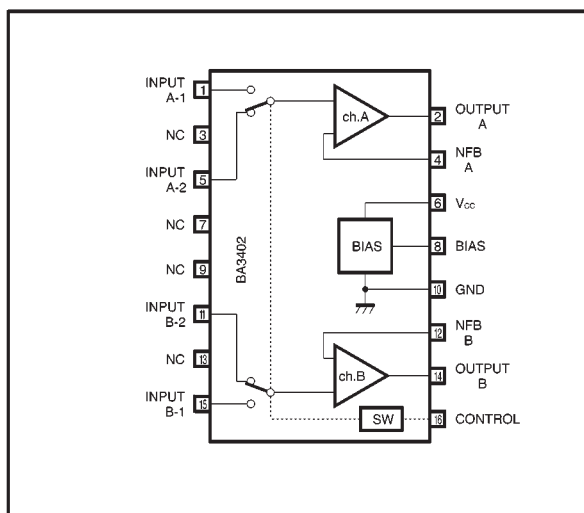 INPUT
A-1
1
NC
3
INPUT
A-2
5
NC
7
NC
9
INPUT
B-2
11
NC
13
INPUT
B-1
15
BA3402
ch.A
BIAS
ch.B
SW
2
OUTPUT
A
4
NFB
A
6
Vcc
8
BIAS
10
GND
12
NFB
B
14
OUTPUT
B
16
CONTROL